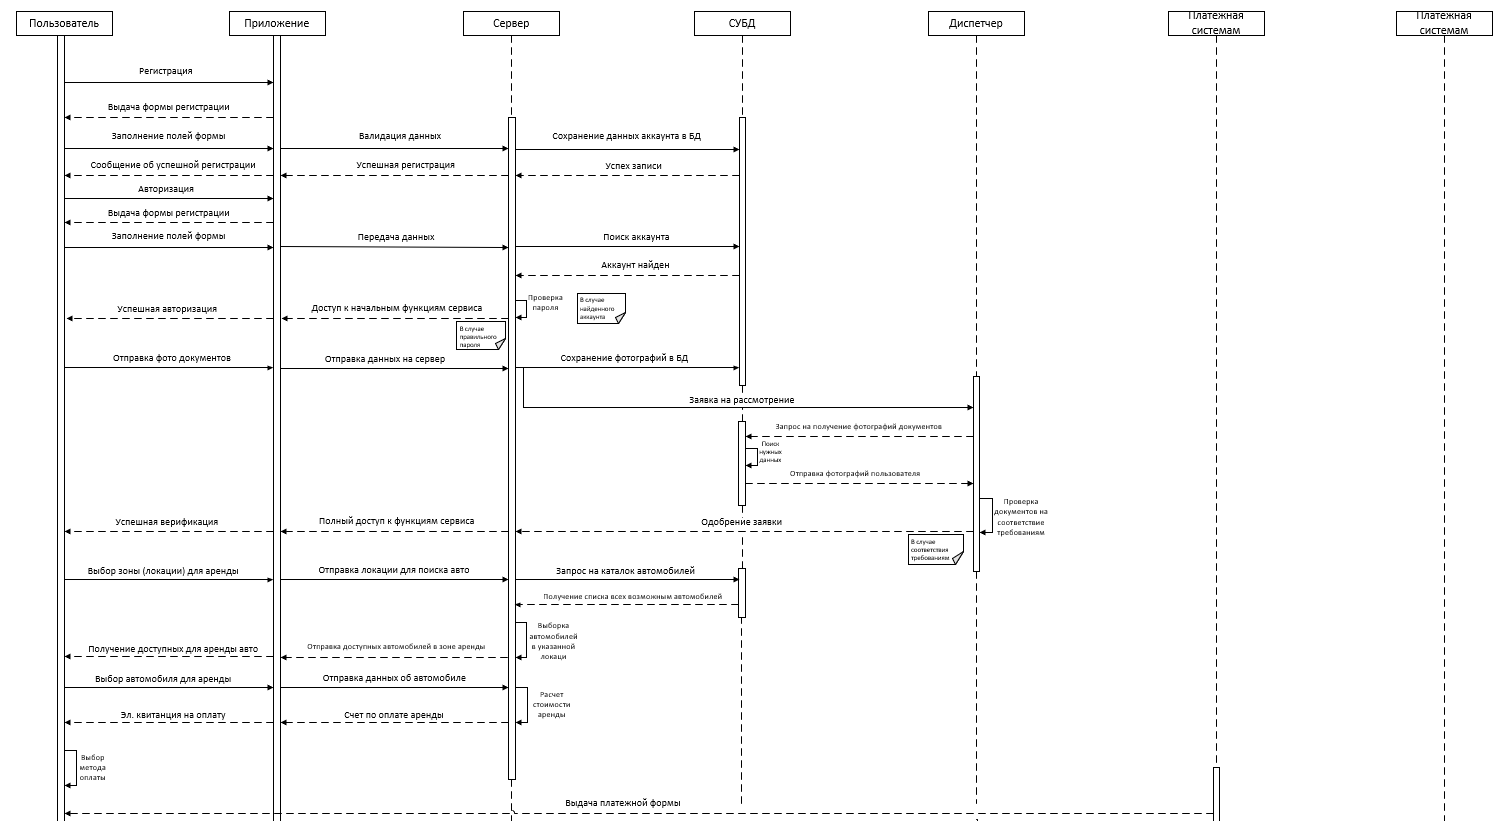 Пользователь
Приложение
Сервер
СУБД
Диспетчер
Платежная
системам
Платежная
системам
Регистрация
Выдача формы регистрации
Заполнение полей формы
Валидация данных
Сохранение данных аккаунта в БД
Сообщение об успешной регистрации
Успешная регистрация
Успех записи
Авторизация
Выдача формы регистрации
Заполнение полей формы
Передача данных
Поиск аккаунта
Аккаунт найден
Проверка
пароля
В случае
найденного
аккаунта
Успешная авторизация
Доступ к начальным функциям сервиса
В случае
правильного
пароля
Отправка фото документов
Отправка данных на сервер
Сохранение фотографий в БД
Заявка на рассмотрение
Запрос на получение фотографий документов
Поиск
нужных
данных
Отправка фотографий пользователя
Проверка
документов на
соответствие
требованиям
Успешная верификация
Полный доступ к функциям сервиса
Одобрение заявки
В случае
соответствия
требованиям
Выбор зоны (локации) для аренды
Отправка локации для поиска авто
Запрос на каталок автомобилей
Получение списка всех возможным автомобилей
Выборка
автомобилей
в указанной
локаци
Получение доступных для аренды авто
Отправка доступных автомобилей в зоне аренды
Выбор автомобиля для аренды
Отправка данных об автомобиле
Расчет
стоимости
аренды
Эл. квитанция на оплату
Счет по оплате аренды
Выбор
метода
оплаты
Выдача платежной формы